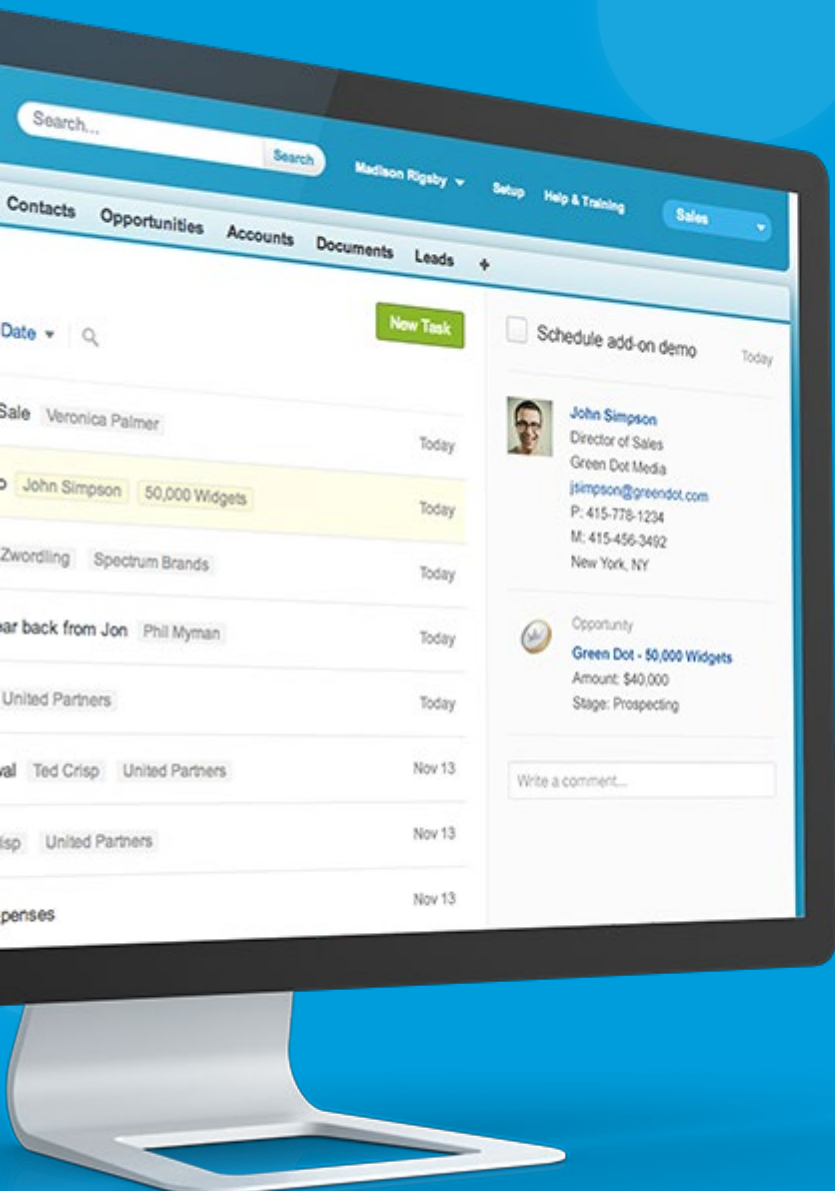 Search...
Search
Madison Rigsby
Setup
Help & Training
Sales
Contacts
Opportunities
Accounts
Documents
Leads
+
Date
New Task
Sale Veronica Palmer
Today
John Simpson 50,000 Widgets
Today
Zwordling Spectrum Brands
Today
back from Jon Phil Myman
Today
United Partners
Today
Ted Crisp United Partners
Nov 13
United Partners
Nov 13
Nov 13
Schedule add-on demo
Today
John Simpson
Director of Sales
Green Dot Media
jsimpson@greendot.com
P: 415-778-1234
M: 415-456-3492
New York, NY
Opportunity
Green Dot - 50,000 Widgets
Amount: $40,000
Stage: Prospecting
Write a comment...